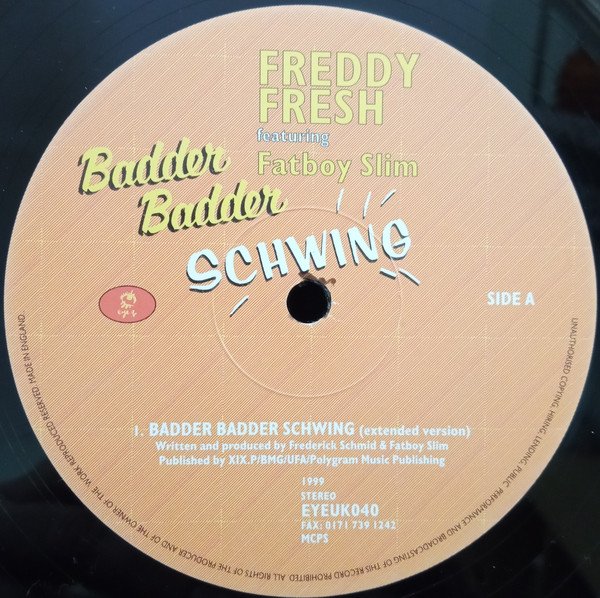 FREDDY
FRESH
featuring
Fatboy Slim
Badder
Badder
SCHWING
eye q
SIDE A
1. BADDER BADDER SCHWING (extended version)
Written and produced by Frederick Schmid & Fatboy Slim
Published by XIX.P/BMG/UFA/Polygram Music Publishing
1999
STEREO
EYEUK040
FAX: 0171 739 1242
MCPS
UNAUTHORISED COPYING, HIRING, LENDING, PUBLIC PERFORMANCE AND BROADCASTING OF THIS RECORD PROHIBITED. ALL RIGHTS OF THE PRODUCER AND OF THE OWNER OF THE WORK REPRODUCED RESERVED. MADE IN ENGLAND